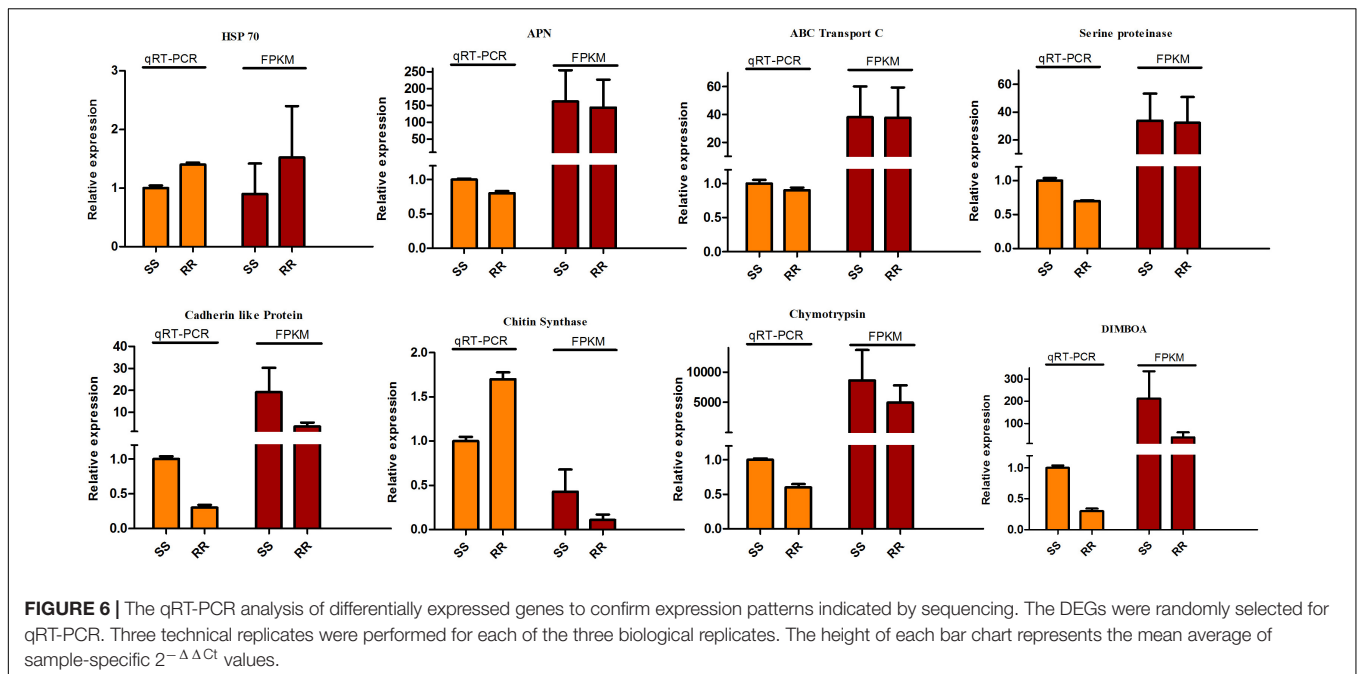 HSP 70
qRT-PCR FPKM
Relative expression
3
2
1
0
SS RR SS RR
APN
qRT-PCR FPKM
Relative expression
250
200
150
100
50
1.0
0.5
0.0
SS RR SS RR
ABC Transport C
qRT-PCR FPKM
Relative expression
60
40
20
1.0
0.5
0.0
SS RR SS RR
Serine proteinase
qRT-PCR FPKM
Relative expression
60
40
20
1.0
0.5
0.0
SS RR SS RR
Cadherin like Protein
qRT-PCR FPKM
Relative expression
40
30
20
10
1.0
0.5
0.0
SS RR SS RR
Chitin Synthase
qRT-PCR FPKM
Relative expression
2.0
1.5
1.0
0.5
0.0
SS RR SS RR
Chymotrypsin
qRT-PCR FPKM
Relative expression
10000
5000
1.0
0.5
0.0
SS RR SS RR
DIMBOA
qRT-PCR FPKM
Relative expression
300
200
100
1.0
0.5
0.0
SS RR SS RR
FIGURE 6 | The qRT-PCR analysis of differentially expressed genes to confirm expression patterns indicated by sequencing. The DEGs were randomly selected for
qRT-PCR. Three technical replicates were performed for each of the three biological replicates. The height of each bar chart represents the mean average of
sample-specific 2−ΔΔCt values.